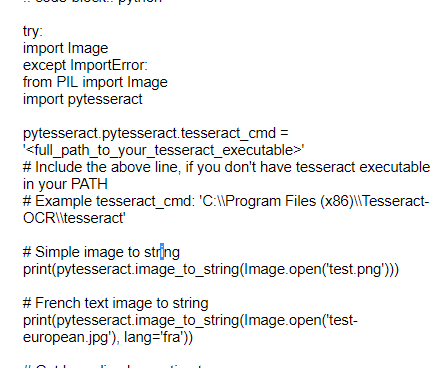 .. code-block:: python
try:
import Image
except ImportError:
from PIL import Image
import pytesseract
pytesseract.pytesseract.tesseract_cmd =
'<full_path_to_your_tesseract_executable>'
# Include the above line, if you don't have tesseract executable
in your PATH
# Example tesseract_cmd: 'C:\\Program Files (x86)\\Tesseract-
OCR\\tesseract'
# Simple image to string
print(pytesseract.image_to_string(Image.open('test.png')))
# French text image to string
print(pytesseract.image_to_string(Image.open('test-
european.jpg'), lang='fra'))